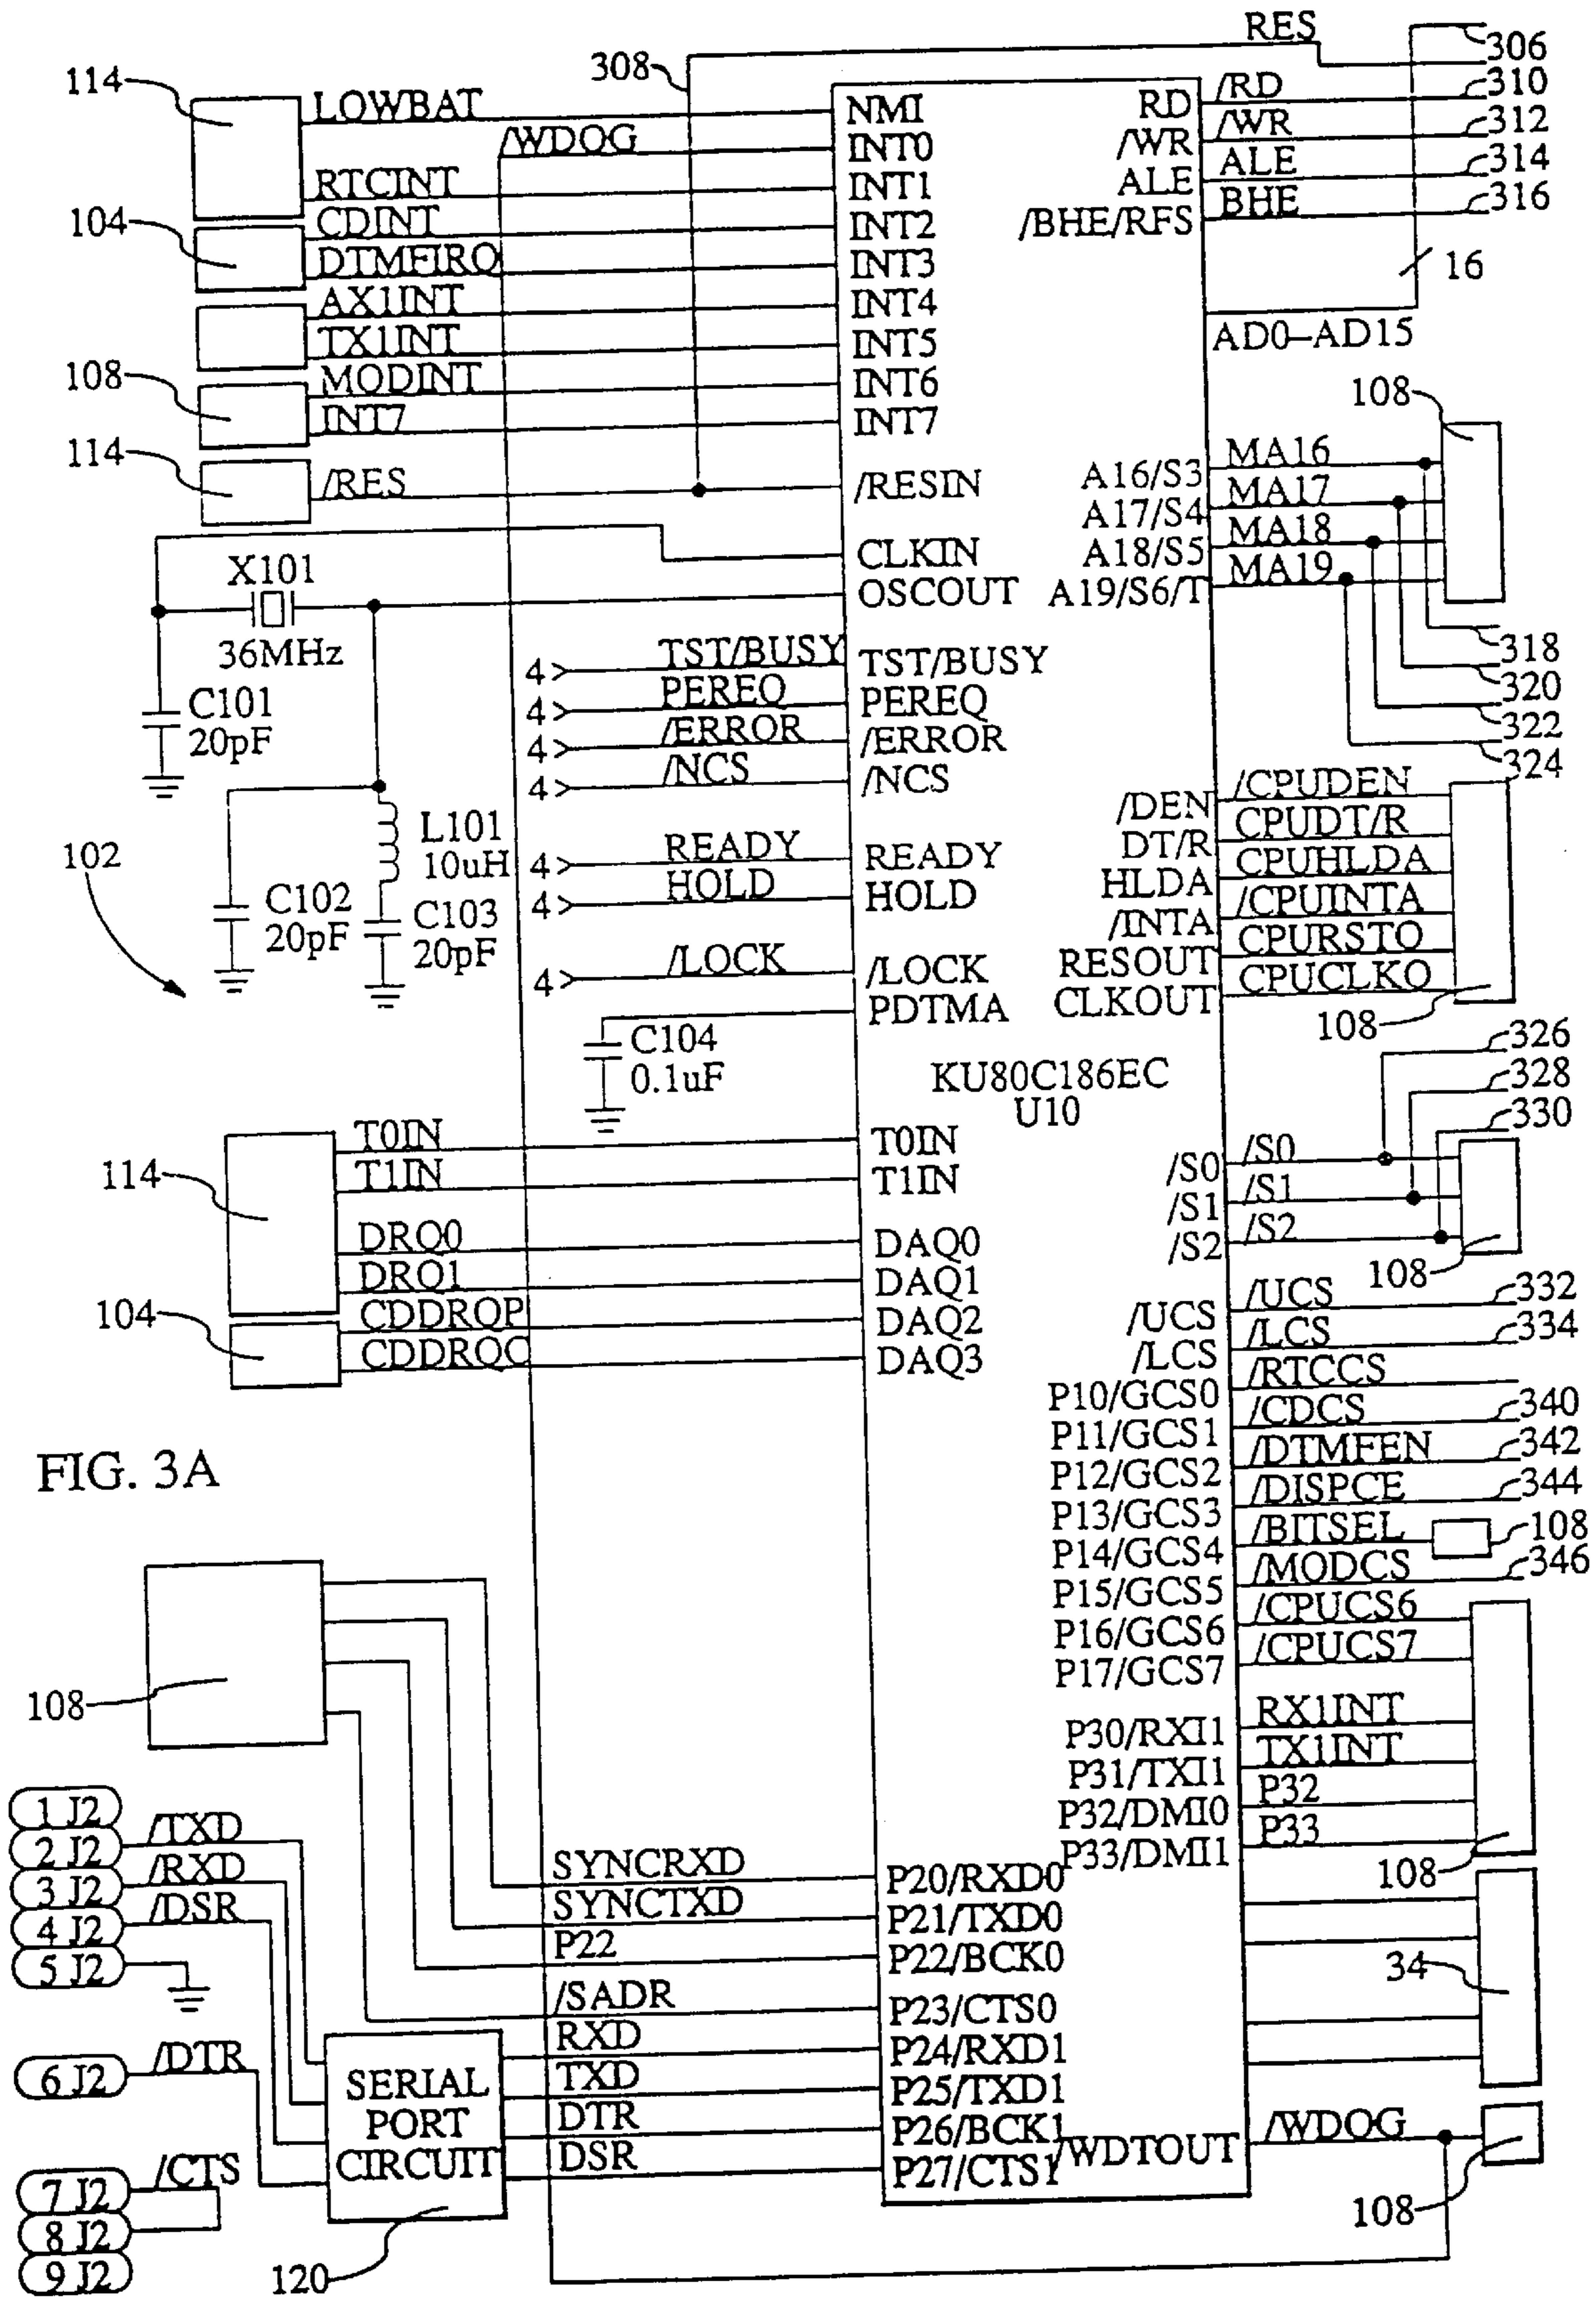 RES
306
308
114
LOWBAT
NMI
RD
/RD
310
/WDOG
INT0
/WR
/WR
312
RTCINT
INT1
ALE
ALE
314
104
CDINT
INT2
/BHE/RFS
BHE
316
DTMFIRQ
INT3
16
AX1INT
INT4
TX1INT
INT5
AD0–AD15
108
MODINT
INT6
INT7
INT7
108
114
/RES
/RESIN
A16/S3
MA16
A17/S4
MA17
CLKIN
A18/S5
MA18
X101
OSCOUT
A19/S6/T
MA19
36MHz
318
4
TST/BUSY
TST/BUSY
320
C101
20pF
4
PEREQ
PEREQ
322
4
/ERROR
/ERROR
324
4
/NCS
/NCS
/DEN
/CPUDEN
L101
10uH
DT/R
CPUDT/R
102
4
READY
READY
HLDA
CPUHLDA
4
HOLD
HOLD
/INTA
/CPUINTA
C102
20pF
C103
20pF
RESOUT
CPURSTO
4
/LOCK
/LOCK
CLKOUT
CPUCLKO
PDTMA
108
C104
0.1uF
KU80C186EC
U10
326
328
330
T0IN
T0IN
/S0
/S0
114
T1IN
T1IN
/S1
/S1
DRQ0
DAQ0
/S2
/S2
108
DRQ1
DAQ1
/UCS
/UCS
332
104
CDDRQP
DAQ2
/LCS
/LCS
334
CDDRQC
DAQ3
P10/GCS0
/RTCCS
P11/GCS1
/CDCS
340
FIG. 3A
P12/GCS2
/DTMFEN
342
P13/GCS3
/DISPCE
344
P14/GCS4
/BITSEL
108
P15/GCS5
/MODCS
346
P16/GCS6
/CPUCS6
P17/GCS7
/CPUCS7
108
P30/RXI1
RX1INT
P31/TXI1
TX1INT
P32/DMI0
P32
P33/DMI1
P33
108
1 J2
2 J2
/TXD
3 J2
/RXD
4 J2
/DSR
5 J2
SYNCRXD
P20/RXD0
SYNCTXD
P21/TXD0
P22
P22/BCK0
34
/SADR
P23/CTS0
6 J2
/DTR
SERIAL
PORT
CIRCUIT
RXD
P24/RXD1
TXD
P25/TXD1
DTR
P26/BCK1
DSR
P27/CTS1
/WDTOUT
/WDOG
7 J2
/CTS
8 J2
9 J2
108
120